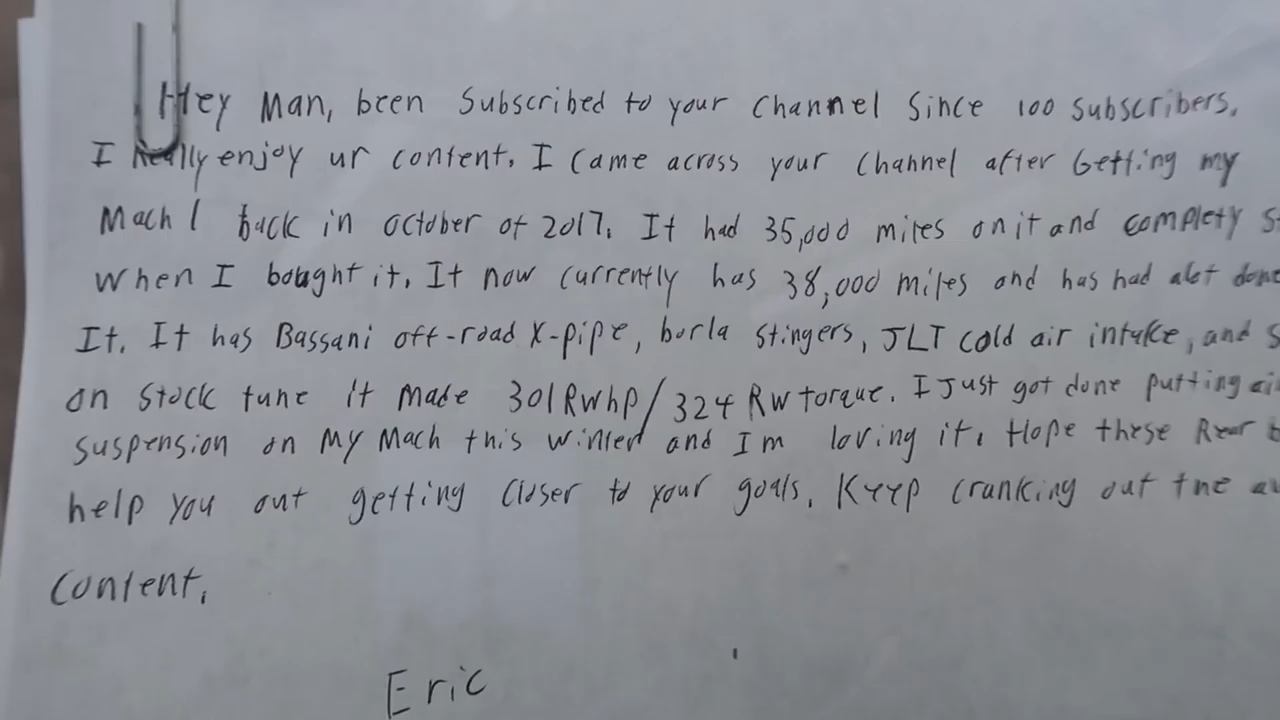 Hey Man, been Subscribed to your Channel Since 100 subscribers.
I Really enjoy ur content. I Came across your Channel after Getting my
Mach 1 back in october of 2017. It had 35,000 miles on it and complety
When I bought it. It now currently has 38,000 miles and has had alot
It. It has Bassani off-road X-pipe, borla Stingers, JLT cold air intake, and
on Stock tune it made 301 Rwhp/324 Rw torque. I Just got done putting
suspension on my Mach this winter and Im loving it. Hope these Rear
help you out getting closer to your goals. Keep cranking out the
content.
Eric